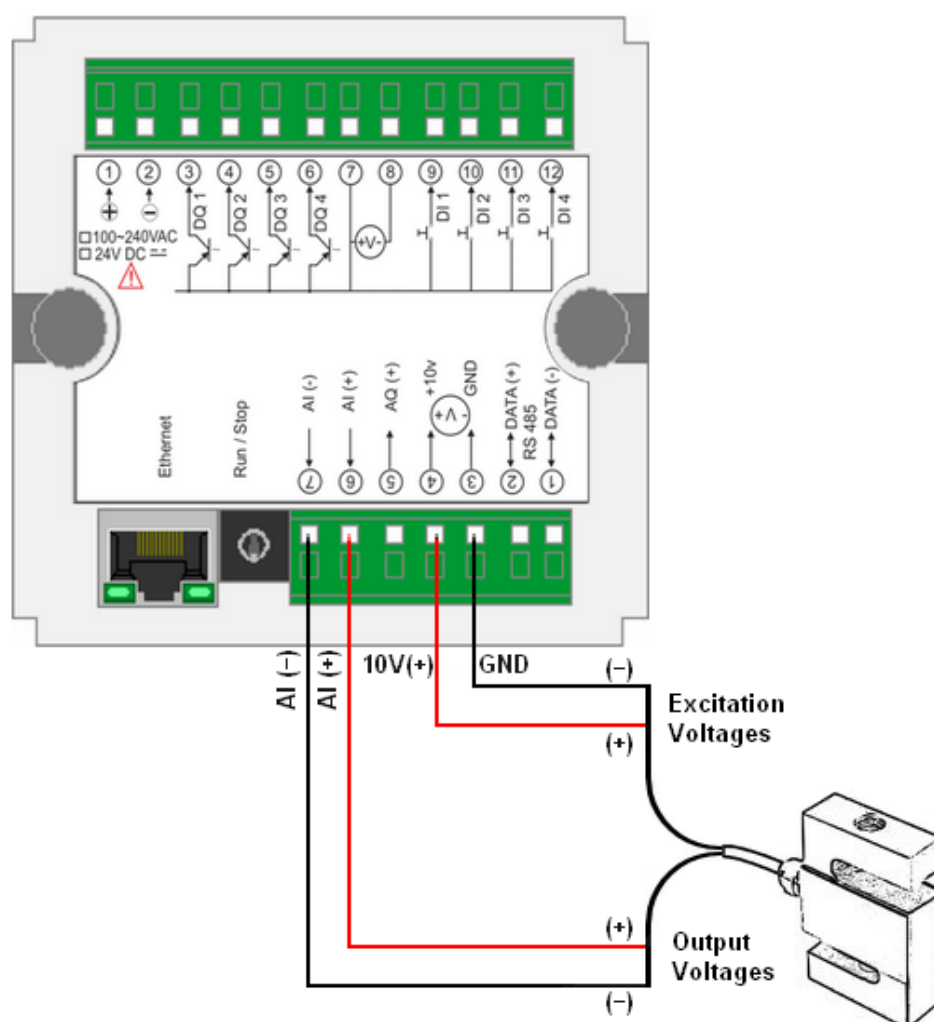 1 2 3 4 5 6 7 8 9 10 11 12
+ − DQ 1 DQ 2 DQ 3 DQ 4 +V- DI 1 DI 2 DI 3 DI 4
100~240VAC
24V DC
!
Ethernet
Run / Stop
AI (-)
AI (+)
AQ (+)
+10v
GND
+V-
DATA (+)
RS 485
DATA (-)
7 6 5 4 3 2 1
AI (−)
AI (+)
10V(+)
GND
(−)
Excitation
Voltages
(+)
(+)
Output
Voltages
(−)